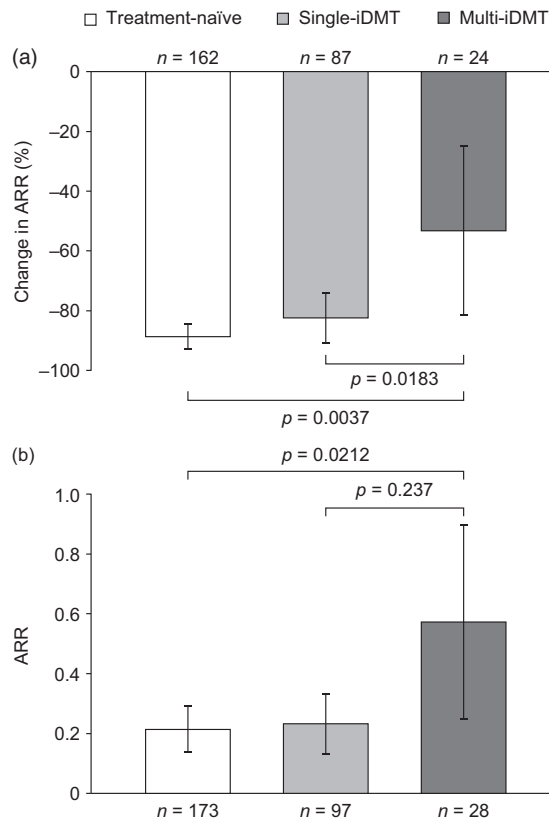 Treatment-naïve Single-iDMT Multi-iDMT
(a)
n = 162 n = 87 n = 24
0
–20
–40
–60
–80
–100
Change in ARR (%)
p = 0.0183
p = 0.0037
(b)
p = 0.0212
p = 0.237
1.0
0.8
0.6
0.4
0.2
0
ARR
n = 173 n = 97 n = 28